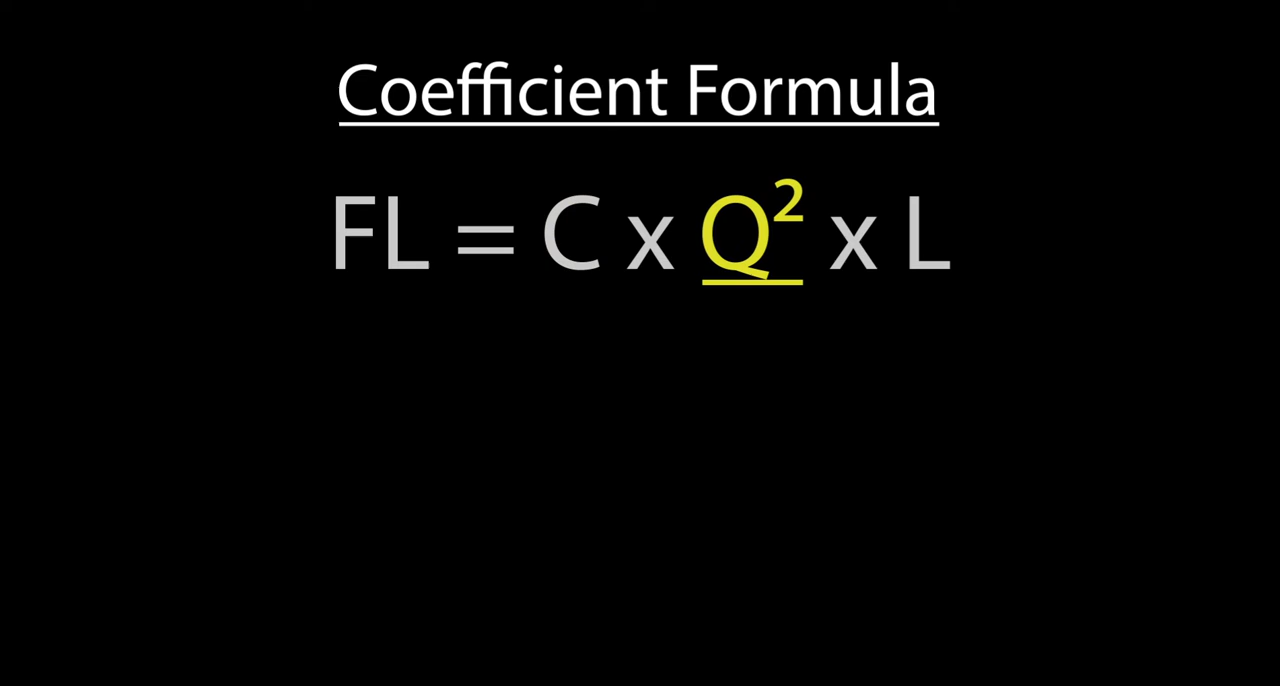 Coefficient Formula
FL = C x Q² x L